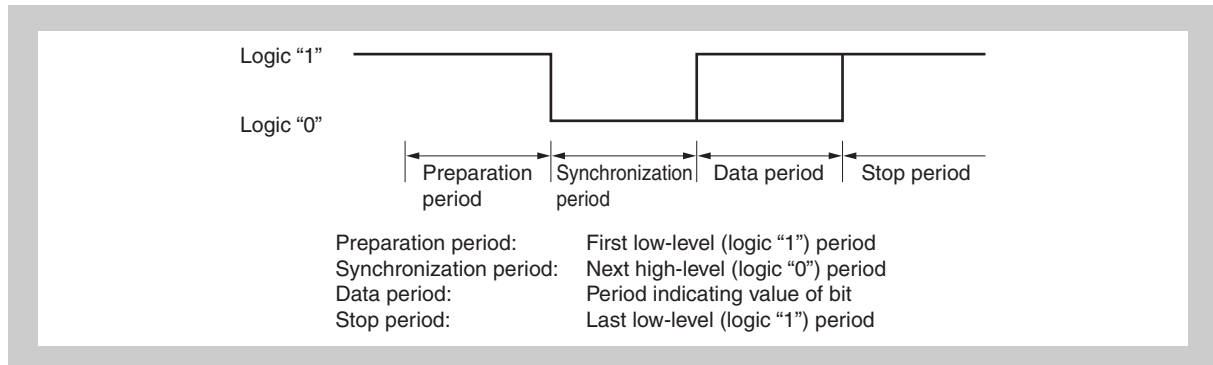 Logic “1”
Logic “0”
Preparation period
Synchronization period
Data period
Stop period
Preparation period: First low-level (logic “1”) period
Synchronization period: Next high-level (logic “0”) period
Data period: Period indicating value of bit
Stop period: Last low-level (logic “1”) period